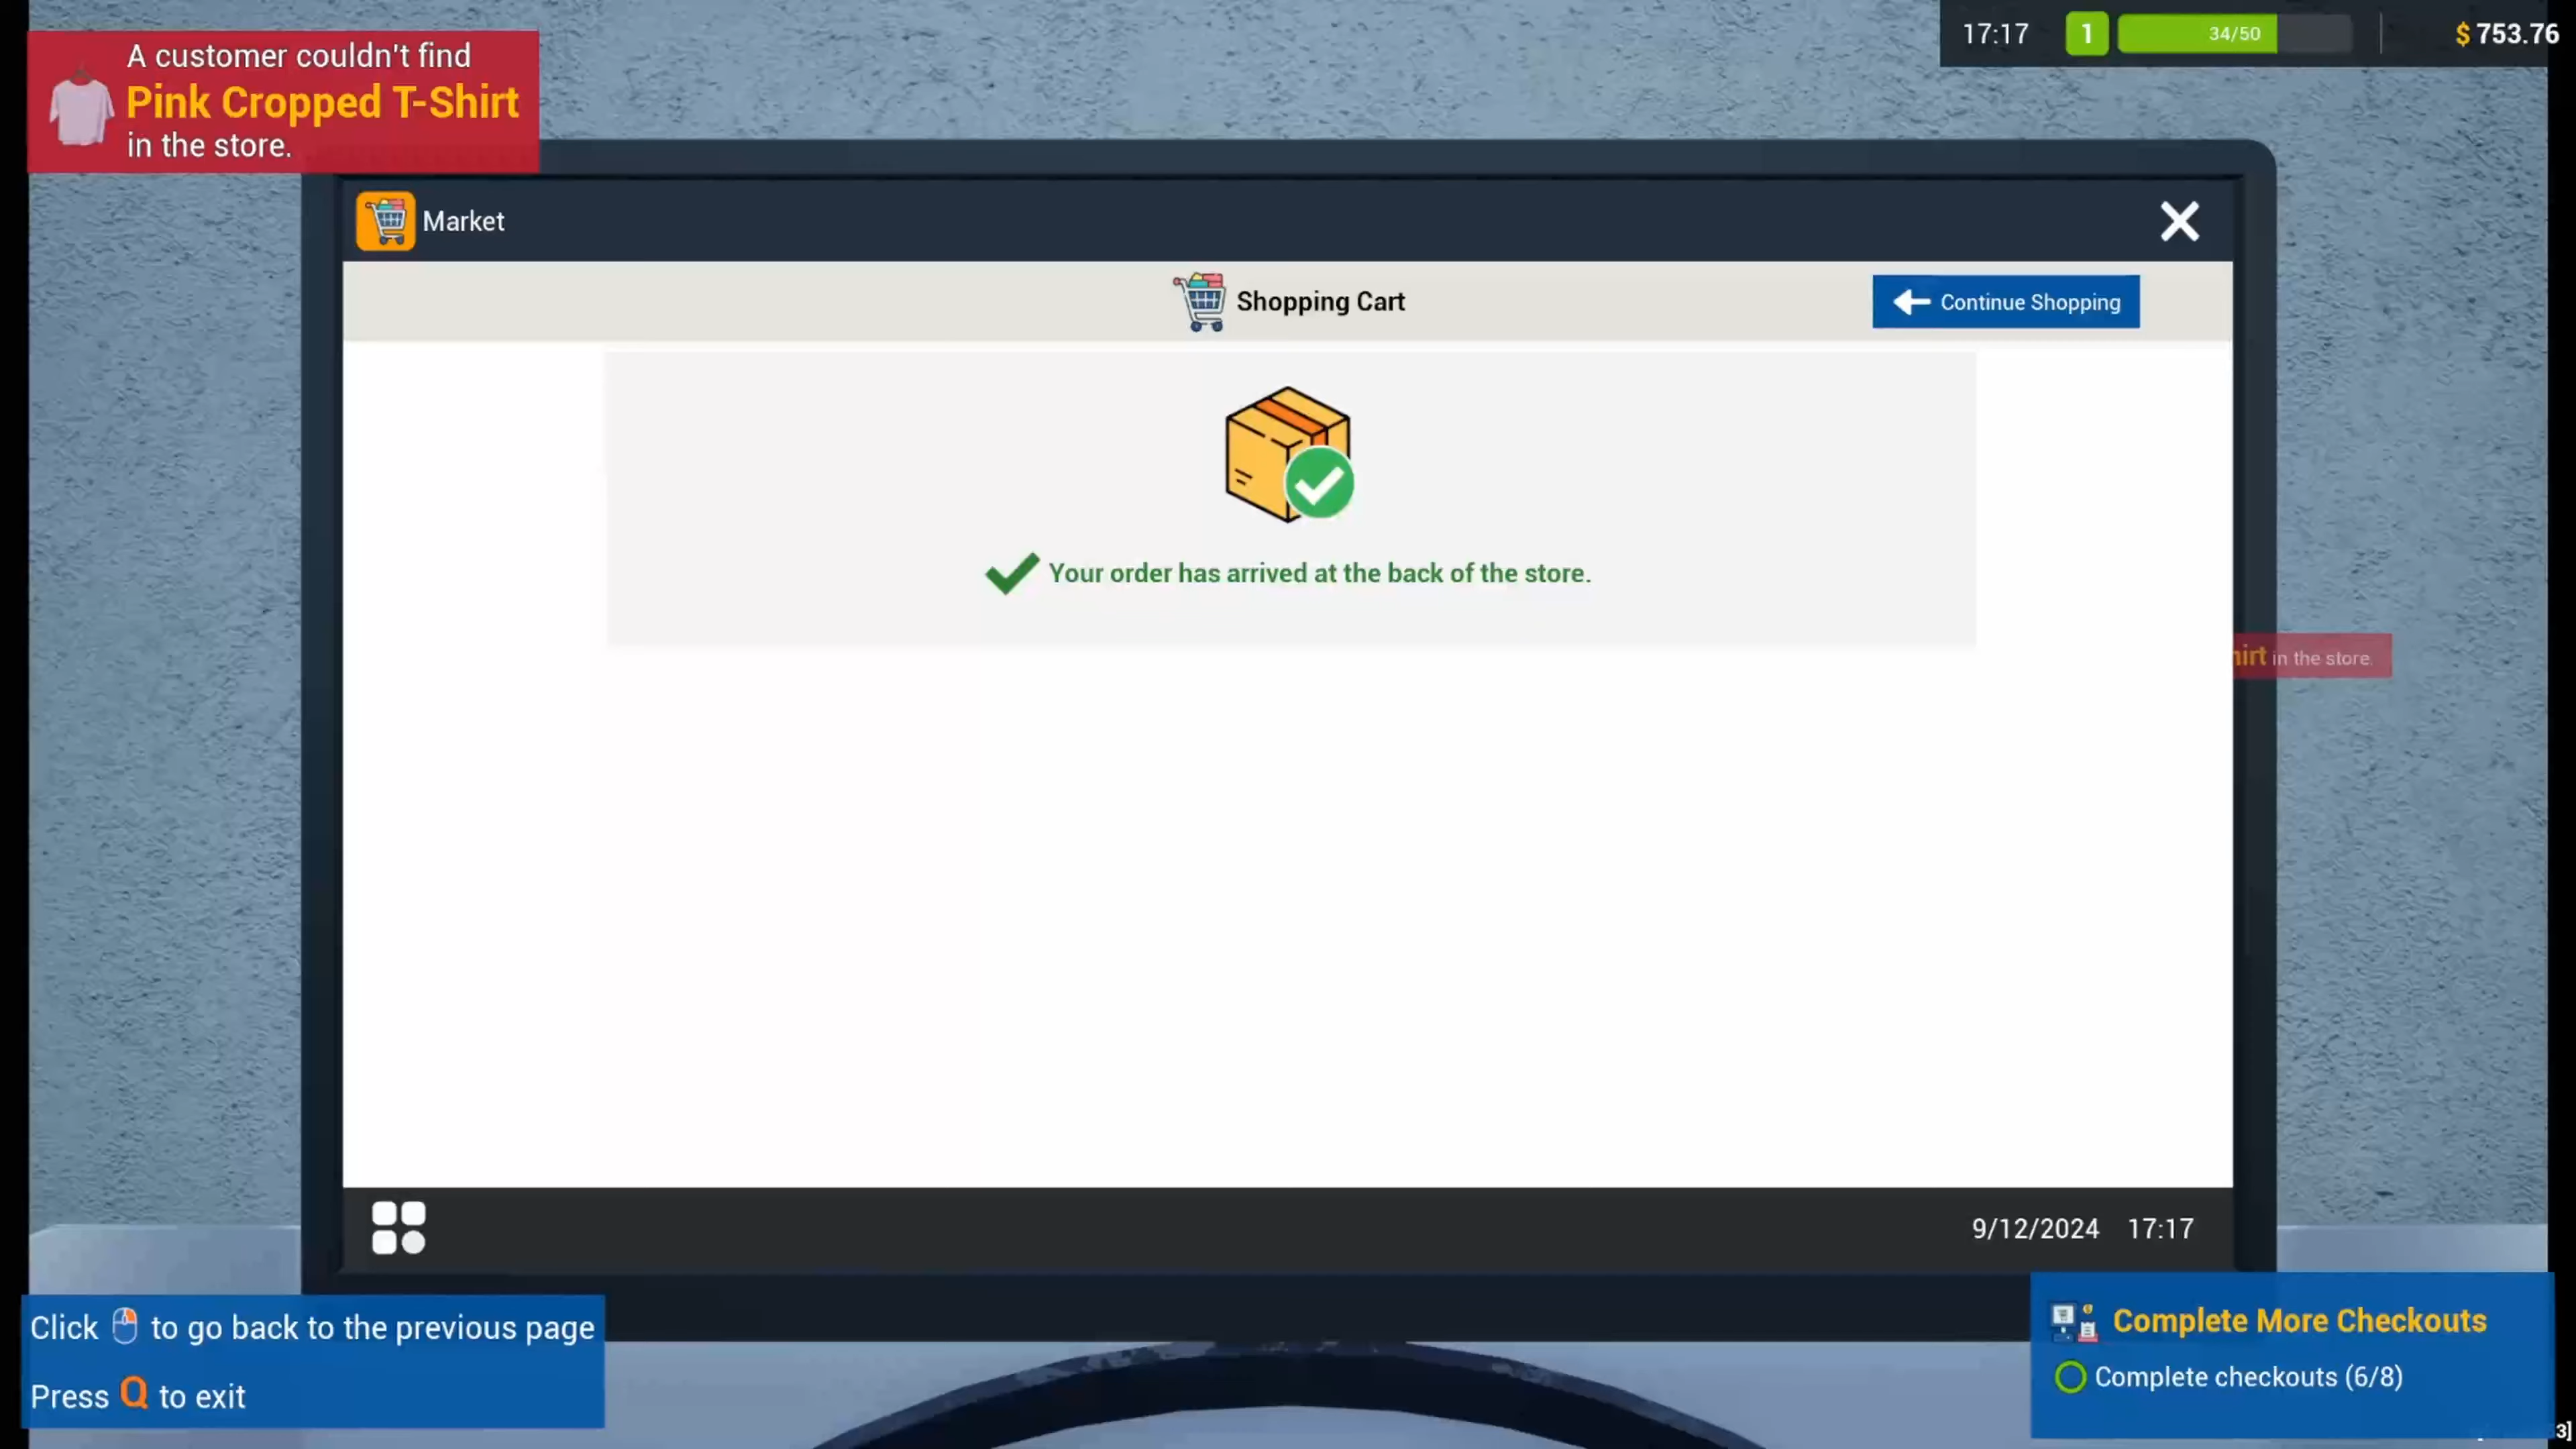 A customer couldn't find
Pink Cropped T-Shirt
in the store.
17:17 1 34/50 $ 753.76
Market
Shopping Cart
Continue Shopping
Your order has arrived at the back of the store.
in the store.
9/12/2024 17:17
Click to go back to the previous page
Press Q to exit
Complete More Checkouts
Complete checkouts (6/8)